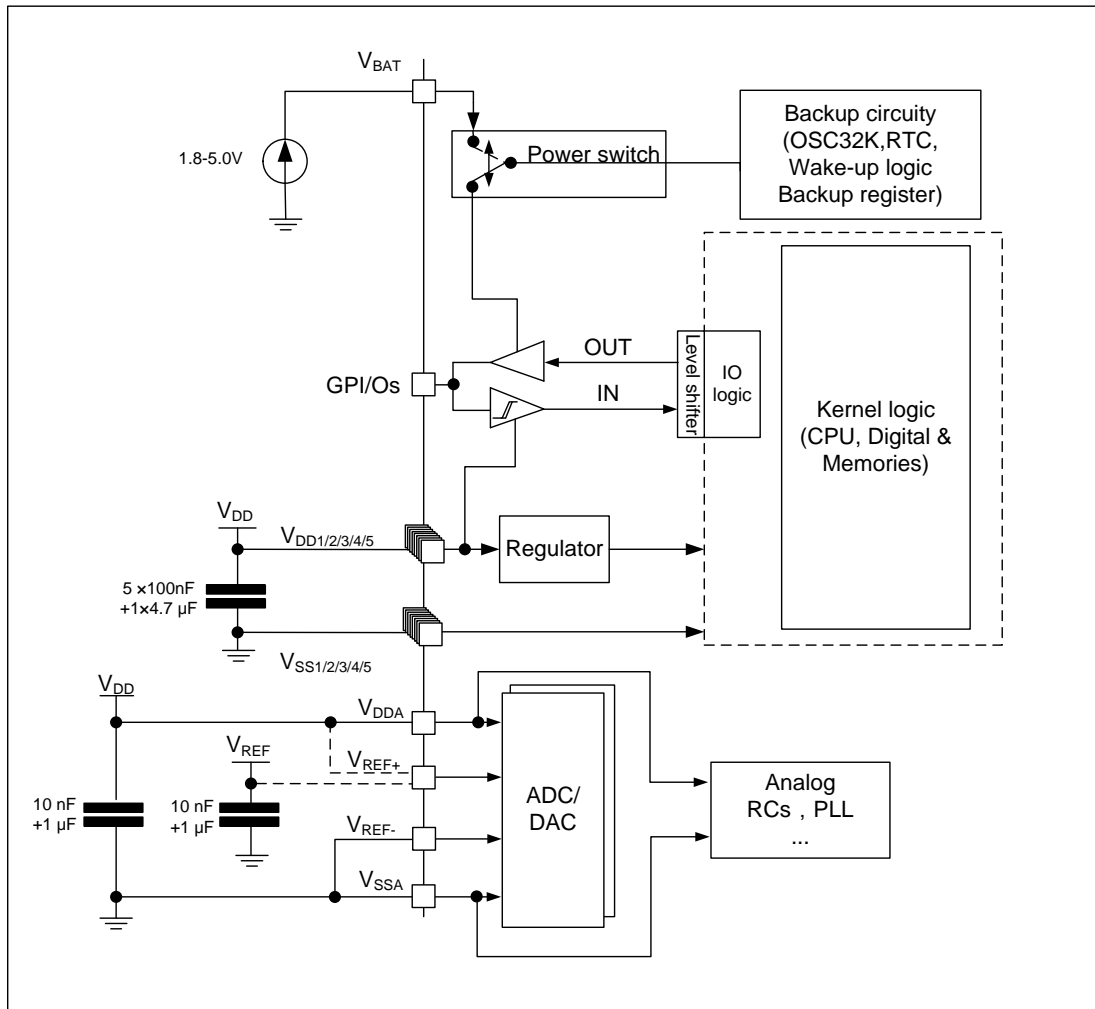 VBAT
1.8-5.0V
Power switch
Backup circuity
(OSC32K,RTC,
Wake-up logic
Backup register)
GPI/Os
OUT
IN
Level shifter
IO
logic
Kernel logic
(CPU, Digital &
Memories)
VDD
VDD1/2/3/4/5
Regulator
5 ×100nF
+1×4.7 µF
VSS1/2/3/4/5
VDD
VDDA
VREF
VREF+
10 nF
+1 µF
10 nF
+1 µF
VREF-
VSSA
ADC/
DAC
Analog
RCs , PLL
...